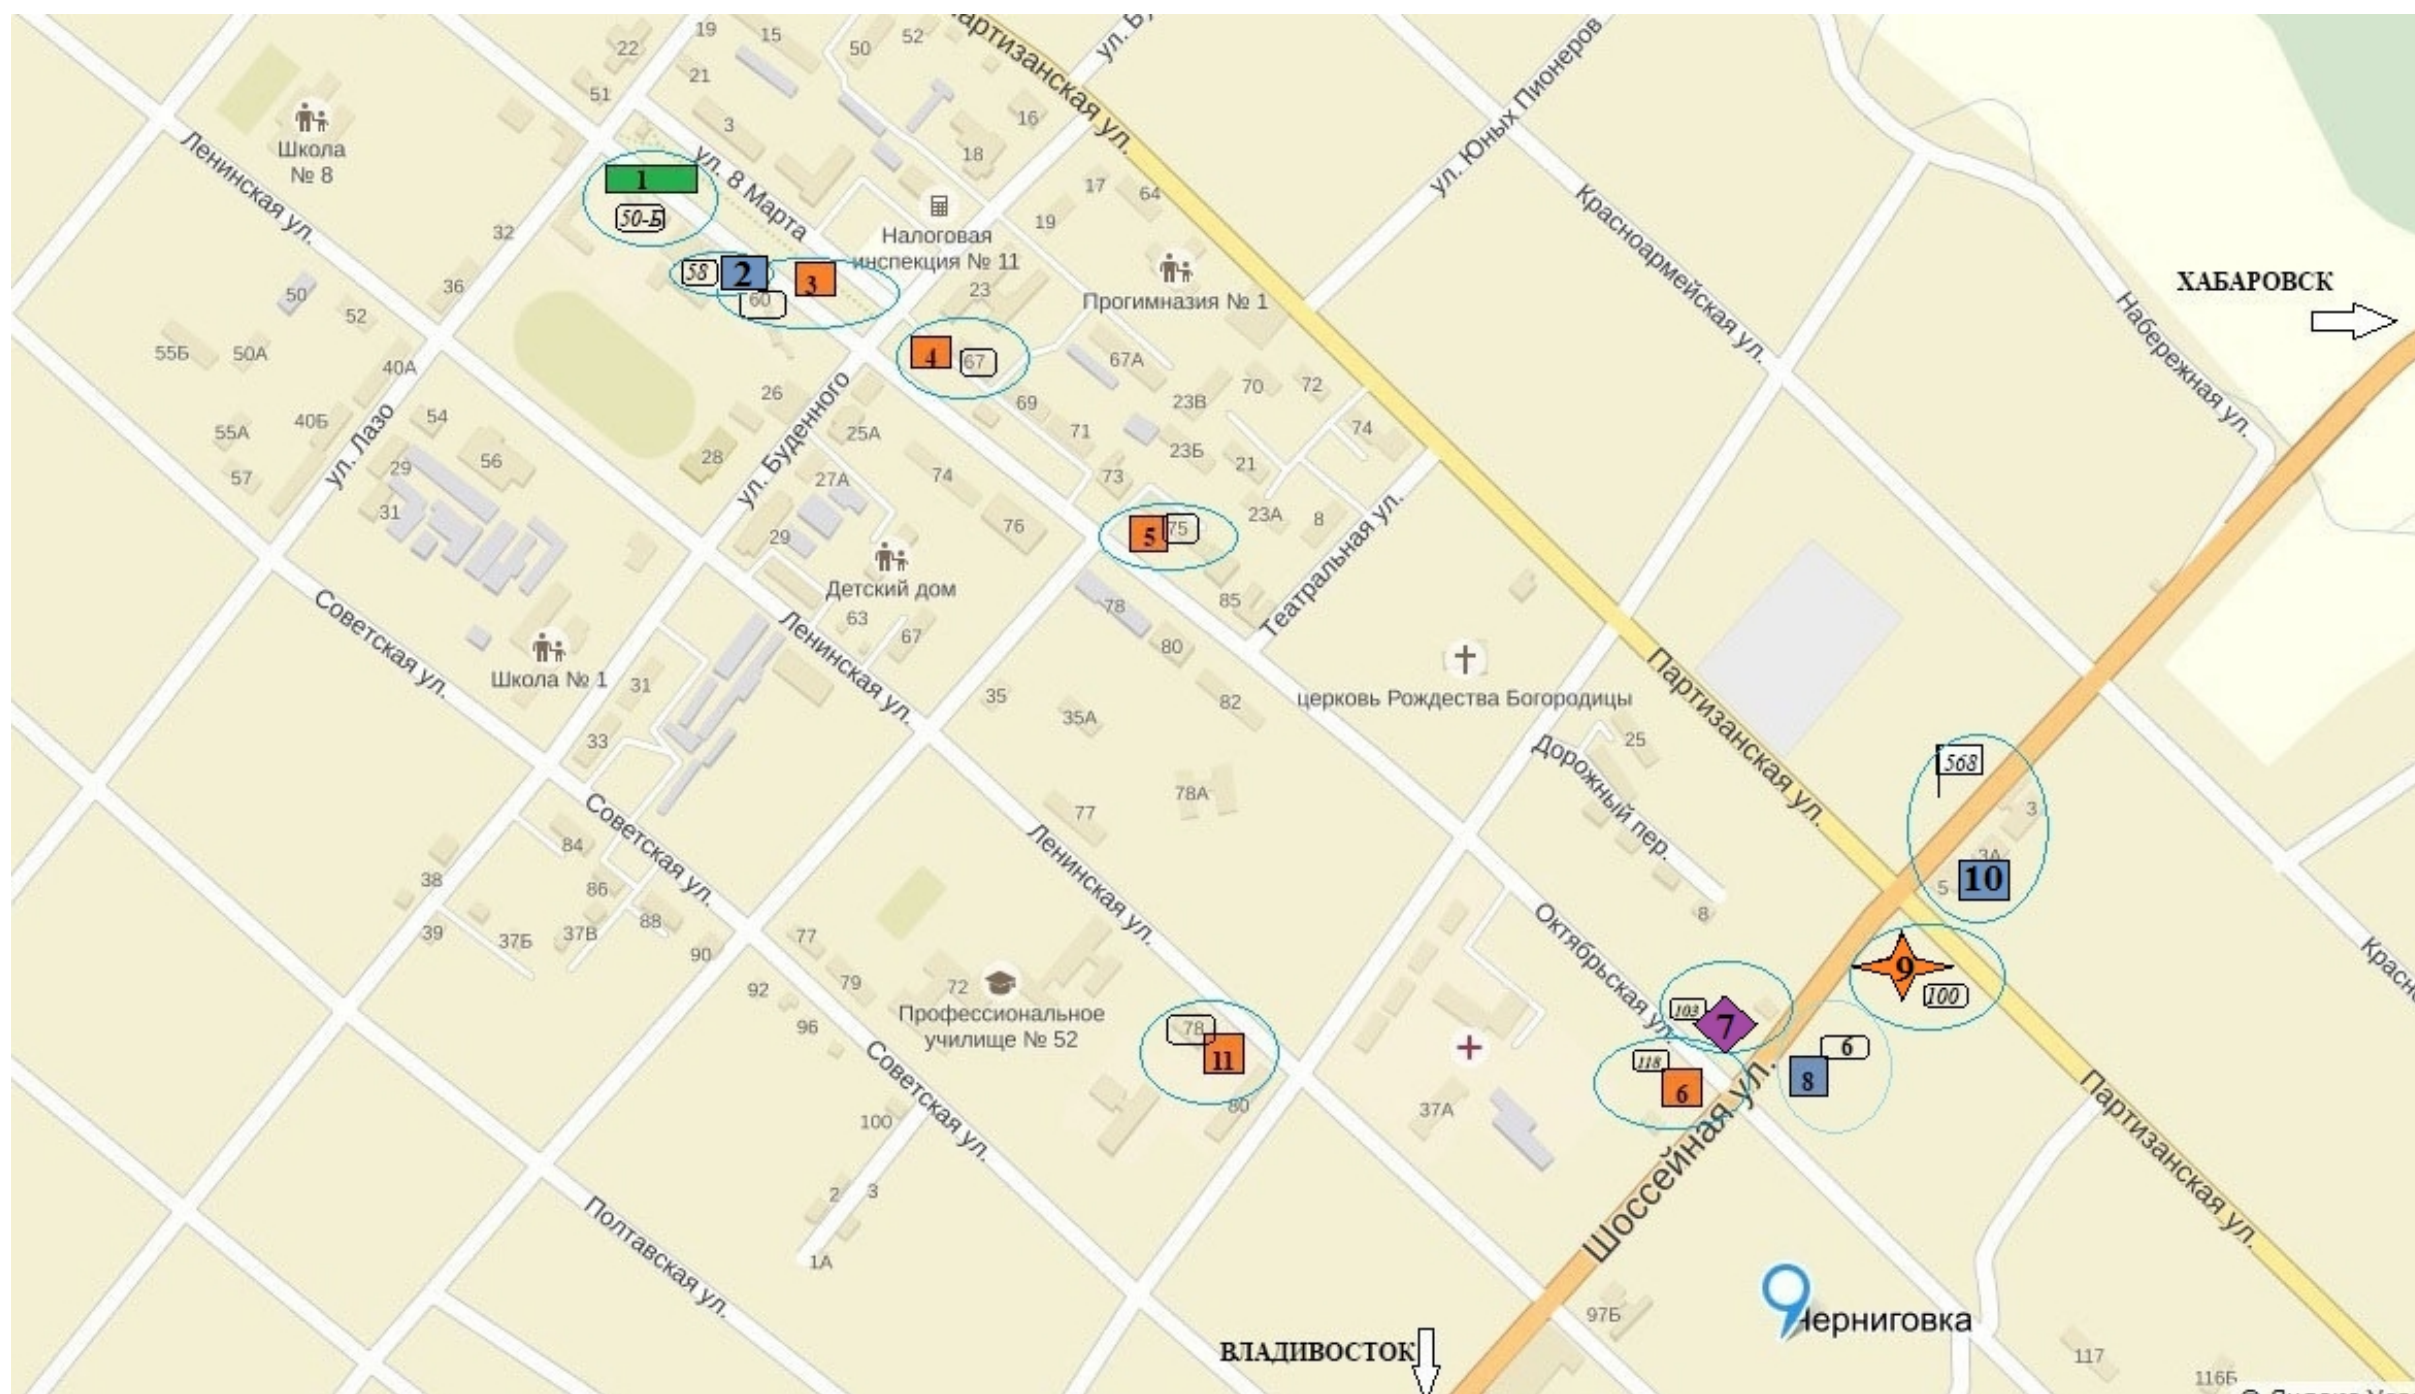 19
15
50
52
Партизанская ул.
22
21
51
16
3
18
Школа
№ 8
Ленинская ул.
1
50-Б
ул. 8 Марта
17
64
19
ул. Юных Пионеров
Красноармейская ул.
Налоговая
инспекция № 11
32
58
2
3
60
23
Прогимназия № 1
ХАБАРОВСК
Набережная ул.
36
50
52
55Б
50А
40А
4
67
67А
26
70
72
23В
69
54
40Б
55А
25А
71
74
23Б
ул. Лазо
ул. Буденного
29
56
28
57
27А
74
73
21
31
76
5
75
23А
8
29
Театральная ул.
Детский дом
78
85
63
67
Советская ул.
Ленинская ул.
80
Школа № 1
31
35
82
церковь Рождества Богородицы
Партизанская ул.
35А
33
25
Дорожный пер.
568
78А
77
3
Советская ул.
84
Ленинская ул.
3А
10
5
38
86
88
8
39
37Б
37В
90
77
Октябрьская ул.
9
100
79
92
72
Профессиональное
училище № 52
96
103
7
78
11
118
6
6
8
Советская ул.
80
37А
Партизанская ул.
100
Шоссейная ул.
2
3
Полтавская ул.
1А
97Б
Черниговка
ВЛАДИВОСТОК
117
116Б